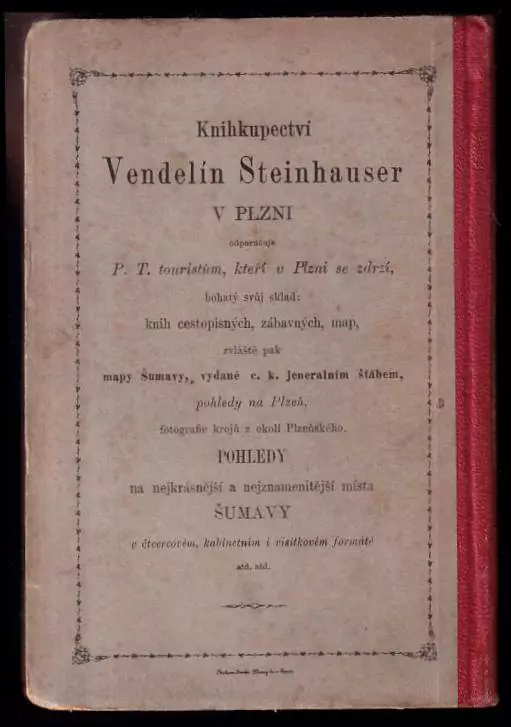 Knihkupectví
Vendelín Steinhauser
V PLZNI
odporučuje
P. T. touristům, kteří v Plzni se zdrží,
bohatý svůj sklad:
knih cestopisných, zábavných, map,
zvláště pak
mapy Šumavy, vydané c. k. jeneralním štábem,
pohledy na Plzeň,
fotografie krojů z okolí Plzeňského.
POHLEDY
na nejkrásnější a nejznamenitější místa
ŠUMAVY
v čtvercovém, kabinetním i visitkovém formátě
atd. atd.